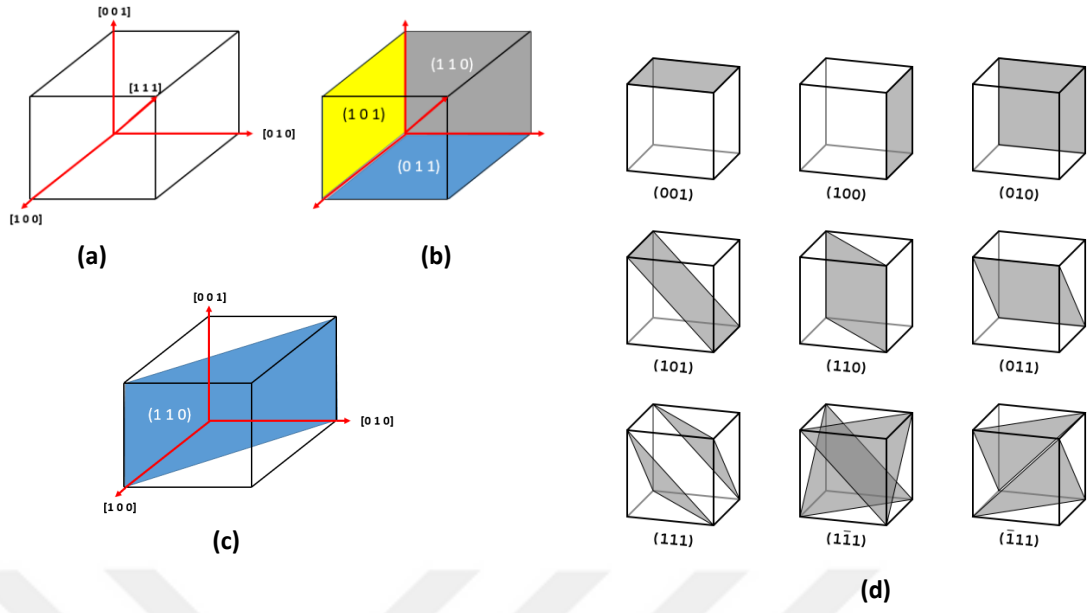 [0 0 1]
[1 1 1]
[0 1 0]
[1 0 0]
(a)
(1 1 0)
(1 0 1)
(0 1 1)
(b)
[0 0 1]
(1 1 0)
[0 1 0]
[1 0 0]
(c)
(001)
(100)
(010)
(101)
(110)
(011)
(111)
(11̅1)
(1̅11)
(d)